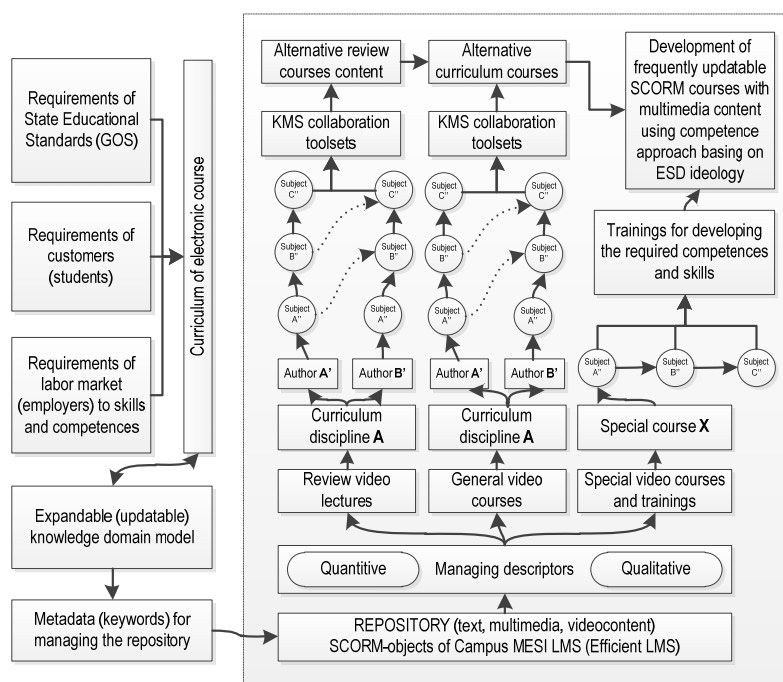 Requirements of
State Educational
Standards (GOS)
Requirements of
customers
(students)
Requirements of
labor market
(employers) to skills
and competences
Curriculum of electronic course
Expandable (updatable)
knowledge domain model
Metadata (keywords) for
managing the repository
Alternative review
courses content
Alternative
curriculum courses
Development of
frequently updatable
SCORM courses with
multimedia content
using competence
approach basing on
ESD ideology
KMS collaboration
toolsets
KMS collaboration
toolsets
Subject
C''
Subject
C''
Subject
C''
Subject
C''
Subject
B''
Subject
B''
Subject
B''
Subject
B''
Subject
A''
Subject
A''
Subject
A''
Subject
A''
Trainings for developing
the required competences
and skills
Subject
A''
Subject
B''
Subject
C''
Author A'
Author B'
Author A'
Author B'
Curriculum
discipline A
Curriculum
discipline A
Special course X
Review video
lectures
General video
courses
Special video courses
and trainings
Quantitive
Managing descriptors
Qualitative
REPOSITORY (text, multimedia, videocontent)
SCORM-objects of Campus MESI LMS (Efficient LMS)